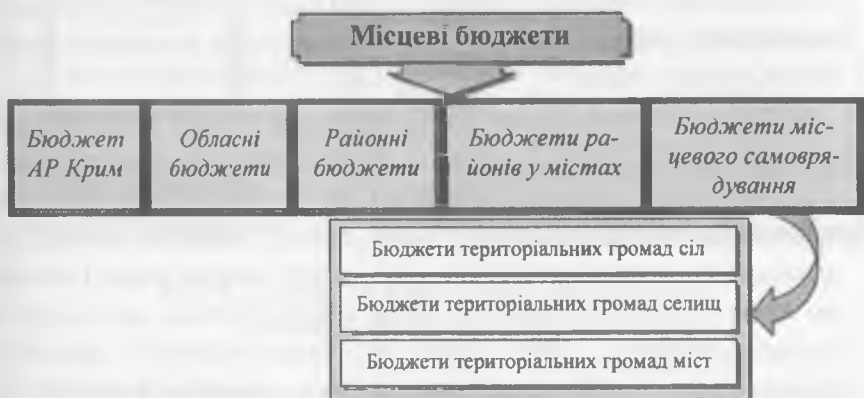 Місцеві бюджети
Бюджет
АР Крим
Обласні
бюджети
Районні
бюджети
Бюджети ра-
йонів у містах
Бюджети міс-
цевого самовря-
дування
Бюджети територіальних громад сіл
Бюджети територіальних громад селищ
Бюджети територіальних громад міст